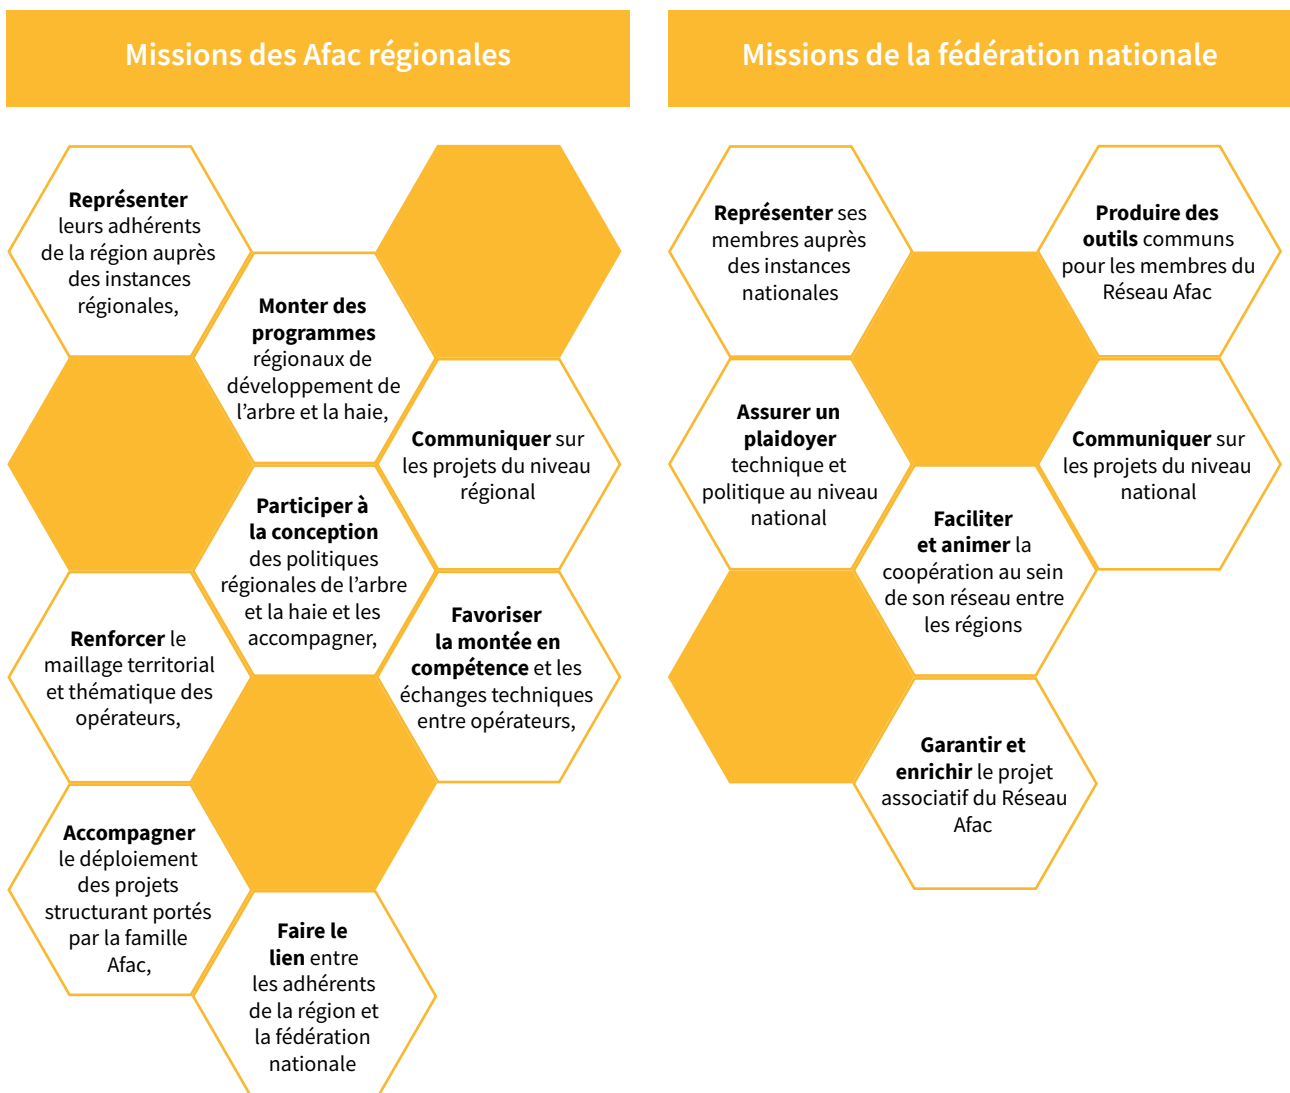 Missions des Afac régionales
Représenter
leurs adhérents
de la région auprès
des instances
régionales,
Monter des
programmes
régionaux de
développement de
l’arbre et la haie,
Communiquer sur
les projets du niveau
régional
Participer à
la conception
des politiques
régionales de l’arbre
et la haie et les
accompagner,
Renforcer le
maillage territorial
et thématique des
opérateurs,
Favoriser
la montée en
compétence et les
échanges techniques
entre opérateurs,
Accompagner
le déploiement
des projets
structurant portés
par la famille
Afac,
Faire le
lien entre
les adhérents
de la région et
la fédération
nationale
Missions de la fédération nationale
Représenter ses
membres auprès
des instances
nationales
Produire des
outils communs
pour les membres du
Réseau Afac
Assurer un
plaidoyer
technique et
politique au niveau
national
Communiquer sur
les projets du niveau
national
Faciliter
et animer la
coopération au sein
de son réseau entre
les régions
Garantir et
enrichir le projet
associatif du Réseau
Afac